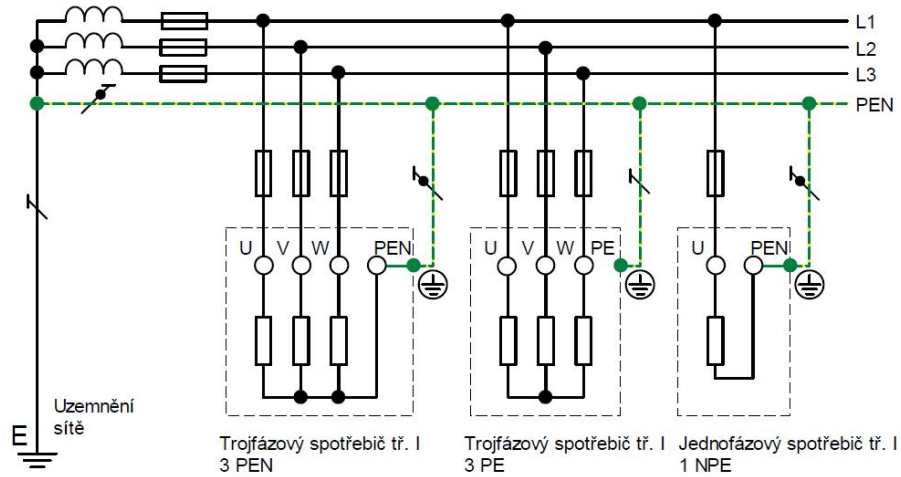 L1
L2
L3
PEN
U V W PEN
U V W PE
U PEN
Uzemnění
sítě
E
Trojfázový spotřebič tř. I
3 PEN
Trojfázový spotřebič tř. I
3 PE
Jednofázový spotřebič tř. I
1 NPE